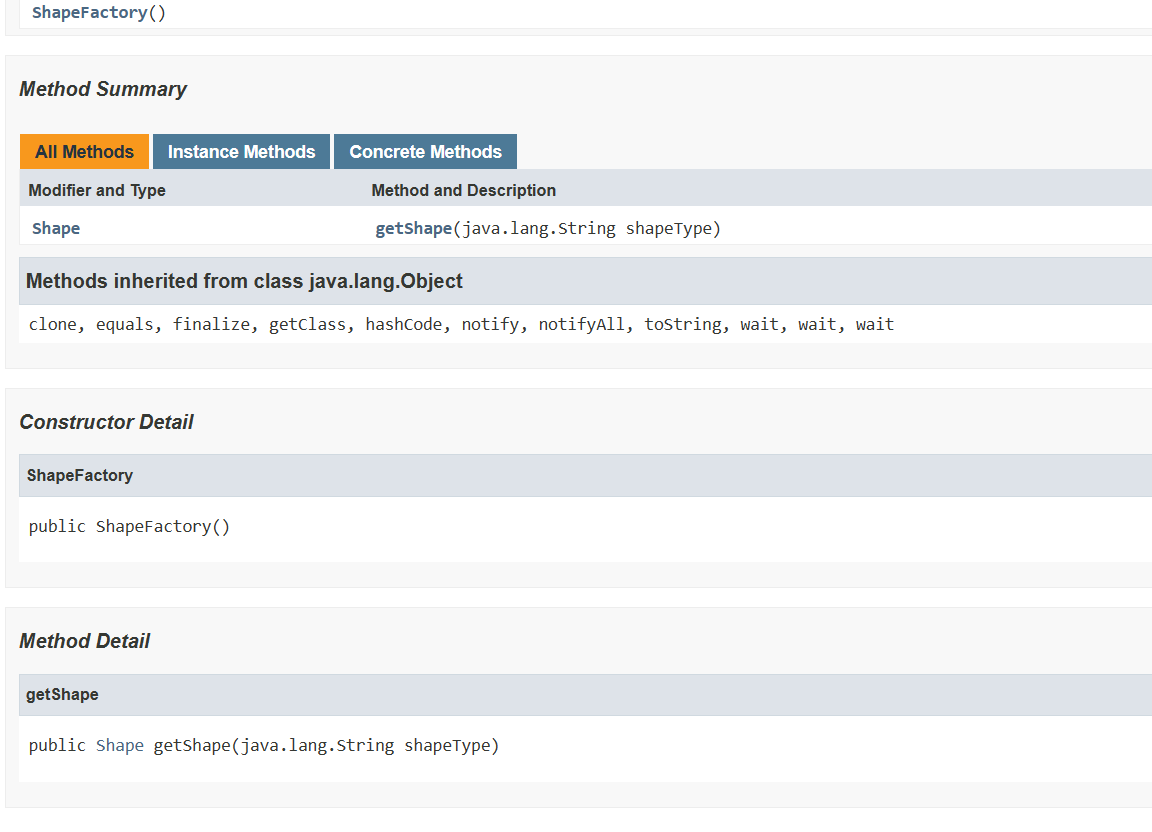 ShapeFactory()
Method Summary
All Methods Instance Methods Concrete Methods
Modifier and Type Method and Description
Shape getShape(java.lang.String shapeType)
Methods inherited from class java.lang.Object
clone, equals, finalize, getClass, hashCode, notify, notifyAll, toString, wait, wait, wait
Constructor Detail
ShapeFactory
public ShapeFactory()
Method Detail
getShape
public Shape getShape(java.lang.String shapeType)